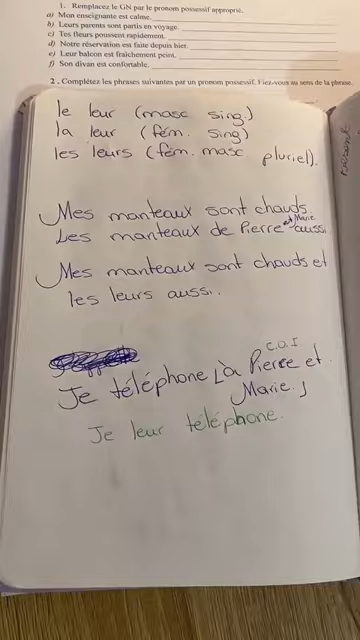 1. Remplacez le GN par le pronom possessif approprié.
a) Mon enseignante est calme.
b) Leurs parents sont partis en voyage.
c) Tes fleurs poussent rapidement.
d) Notre réservation est faite depuis hier.
e) Leur balcon est fraîchement peint.
f) Son divan est confortable.
2. Complétez les phrases suivantes par un pronom possessif. Fiez-vous au sens de la phrase.
le leur (masc sing.)
la leur (fém. sing)
les leurs (fém. masc pluriel).
Mes manteaux sont chauds.
Les manteaux de Pierre et Marie aussi
Mes manteaux sont chauds et
les leurs aussi.
C.O.I
Je téléphone à Pierre et
Marie.
Je leur téléphone.